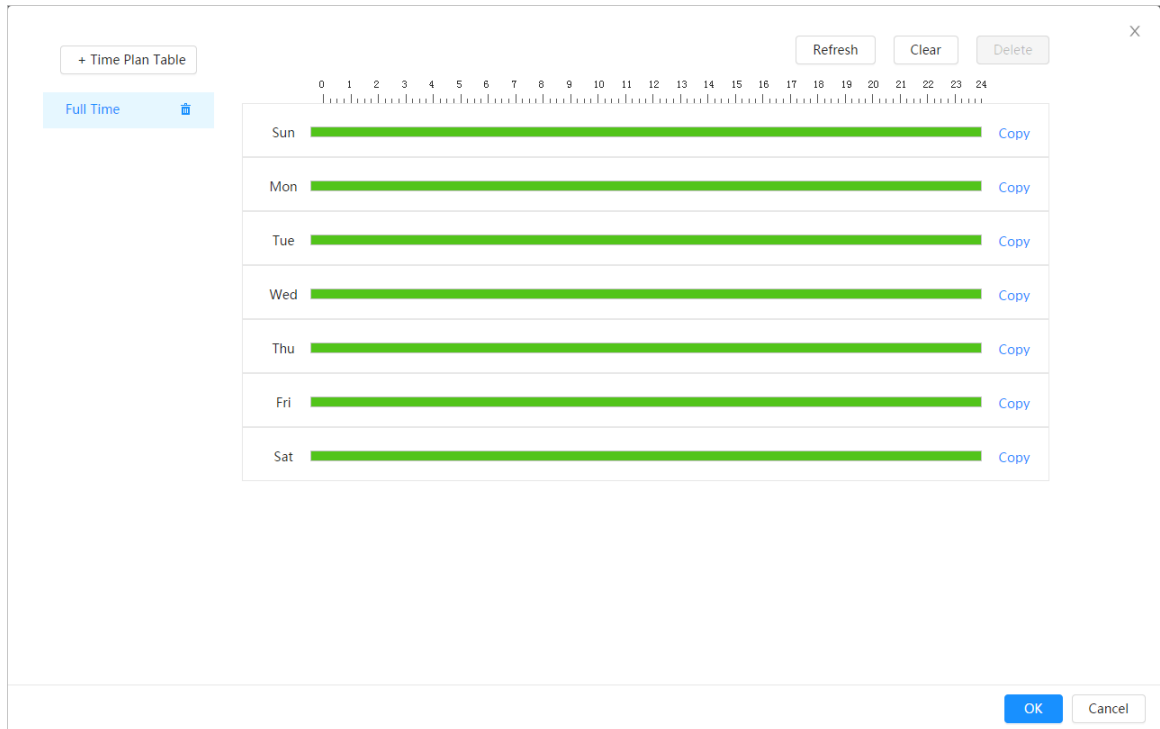 X
+ Time Plan Table
Refresh Clear Delete
0 1 2 3 4 5 6 7 8 9 10 11 12 13 14 15 16 17 18 19 20 21 22 23 24
Full Time
Sun Copy
Mon Copy
Tue Copy
Wed Copy
Thu Copy
Fri Copy
Sat Copy
OK Cancel